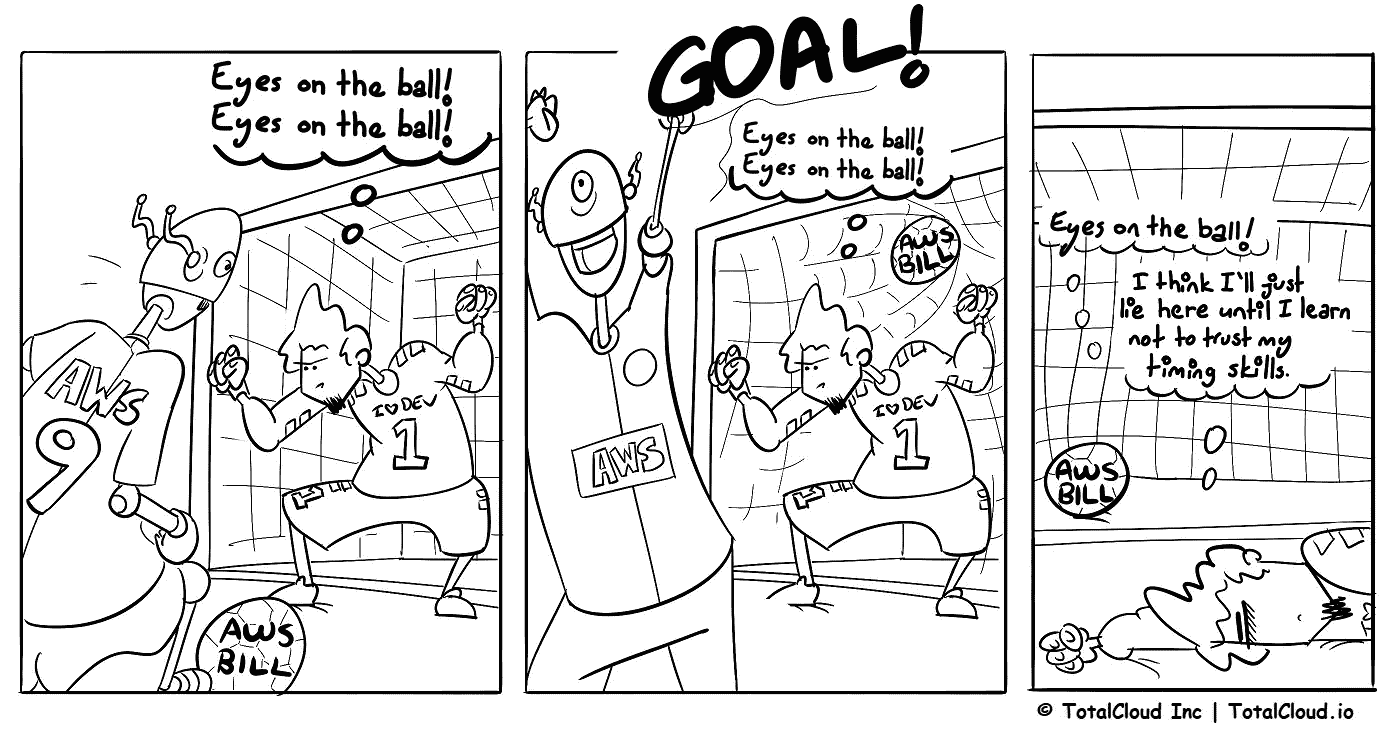 Eyes on the ball!
Eyes on the ball!
AWS
9
I ♡ DEV
1
AWS
BILL
GOAL!
Eyes on the ball!
Eyes on the ball!
AWS
BILL
I ♡ DEV
1
AWS
Eyes on the ball!
I think I'll just
lie here until I learn
not to trust my
timing skills.
AWS
BILL
© TotalCloud Inc | TotalCloud.io